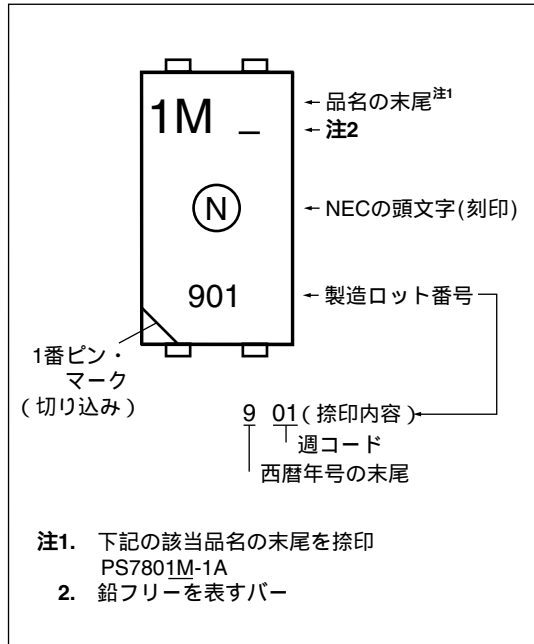 1M _
品名の末尾注1
注2
N
NECの頭文字(刻印)
901
製造ロット番号
1番ピン・
マーク
(切り込み)
9 01(捺印内容)
週コード
西暦年号の末尾
注1. 下記の該当品名の末尾を捺印
PS7801M-1A
2. 鉛フリーを表すバー